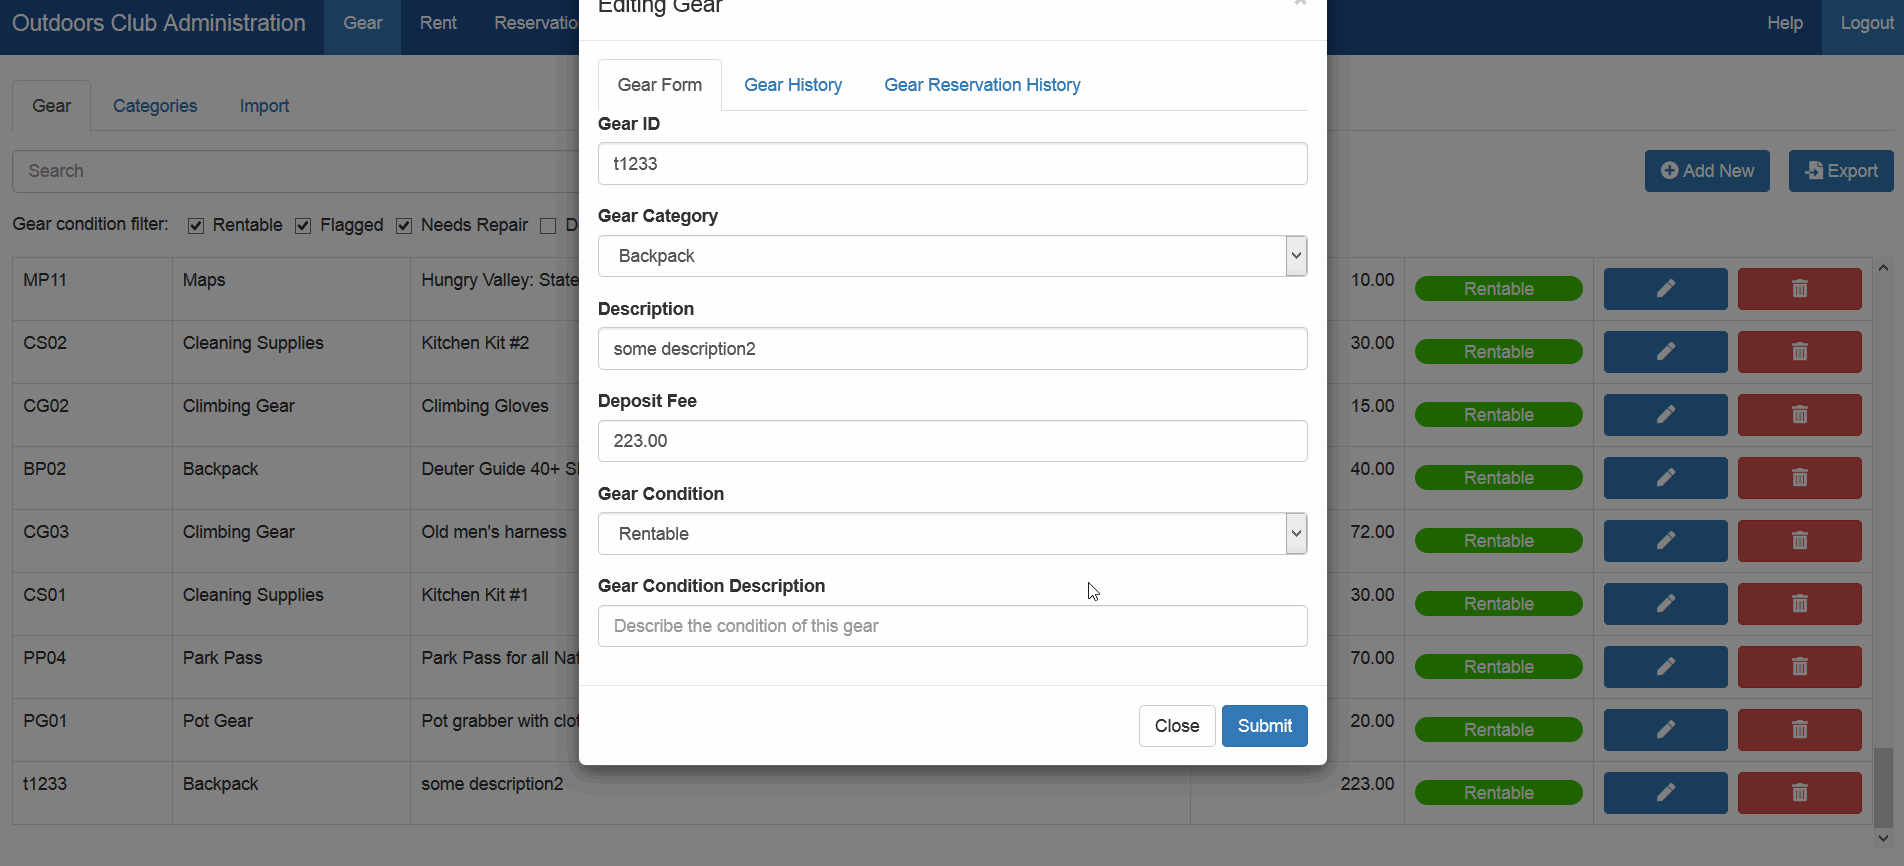 Outdoors Club Administration Gear Rent Reservatio Help Logout
Editing Gear ×
Gear Categories Import
Gear Form Gear History Gear Reservation History
Gear ID
t1233
Search
Add New Export
Gear condition filter: Rentable Flagged Needs Repair D
Gear Category
Backpack
Description
some description2
Deposit Fee
223.00
Gear Condition
Rentable
Gear Condition Description
Describe the condition of this gear
Close Submit
MP11 Maps Hungry Valley: State 10.00 Rentable
CS02 Cleaning Supplies Kitchen Kit #2 30.00 Rentable
CG02 Climbing Gear Climbing Gloves 15.00 Rentable
BP02 Backpack Deuter Guide 40+ S 40.00 Rentable
CG03 Climbing Gear Old men's harness 72.00 Rentable
CS01 Cleaning Supplies Kitchen Kit #1 30.00 Rentable
PP04 Park Pass Park Pass for all Nat 70.00 Rentable
PG01 Pot Gear Pot grabber with clot 20.00 Rentable
t1233 Backpack some description2 223.00 Rentable